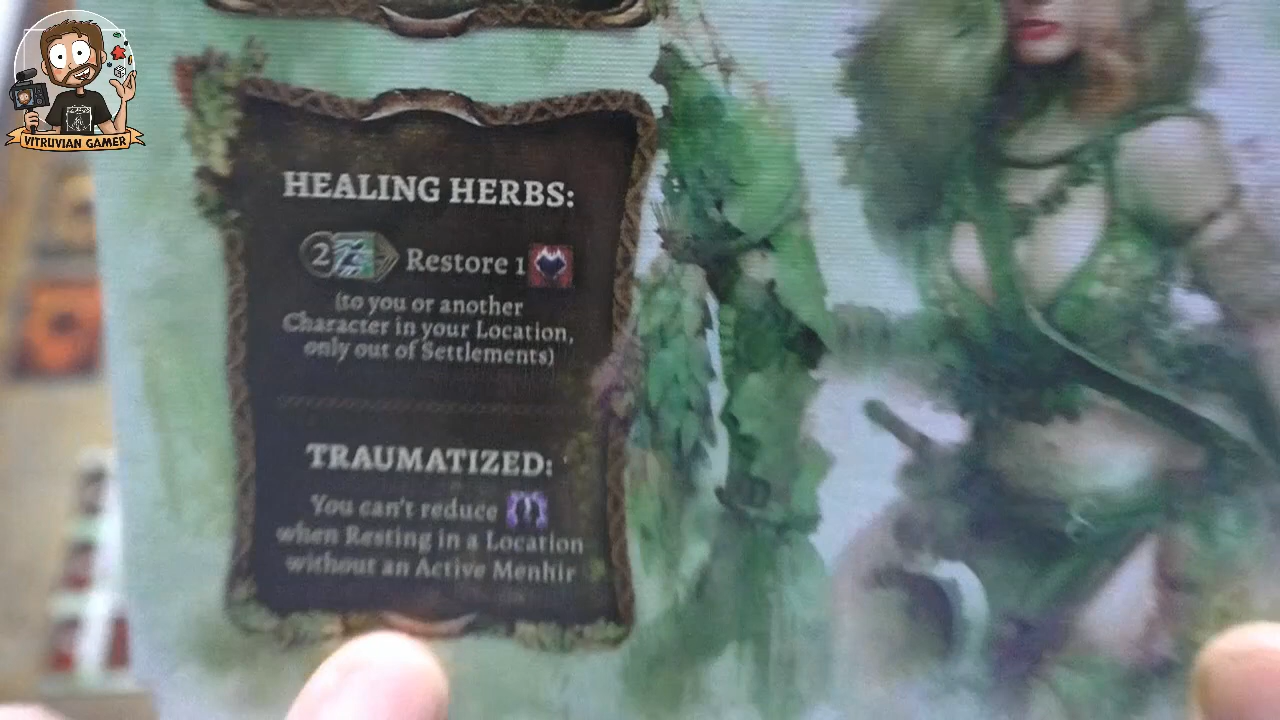 VITRUVIAN GAMER
HEALING HERBS:
2 Restore 1
(to you or another
Character in your Location,
only out of Settlements)
TRAUMATIZED:
You can't reduce
when Resting in a Location
without an Active Menhir